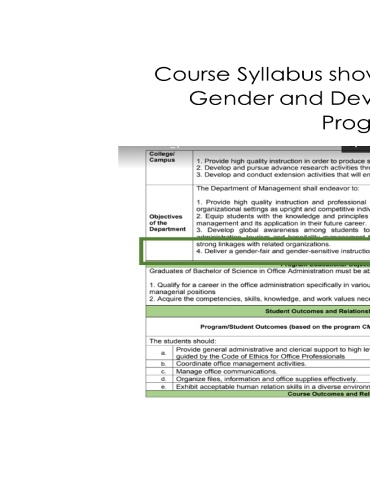 Course Syllabus show
Gender and Dev
Prog
College/
Campus
1. Provide high quality instruction in order to produce s
2. Develop and pursue advance research activities thr
3. Develop and conduct extension activities that will en
The Department of Management shall endeavor to:
Objectives
of the
Department
1. Provide high quality instruction and professional
organizational settings as upright and competitive indiv
2. Equip students with the knowledge and principles
management and its application in their future career.
3. Develop global awareness among students to
strong linkages with related organizations.
4. Deliver a gender-fair and gender-sensitive instructio
Graduates of Bachelor of Science in Office Administration must be ab
1. Qualify for a career in the office administration specifically in variou
managerial positions
2. Acquire the competencies, skills, knowledge, and work values nece
Student Outcomes and Relations
Program/Student Outcomes (based on the program CM
The students should:
a. Provide general administrative and clerical support to high le
guided by the Code of Ethics for Office Professionals
b. Coordinate office management activities.
c. Manage office communications.
d. Organize files, information and office supplies effectively.
e. Exhibit acceptable human relation skills in a diverse environm
Course Outcomes and Rel